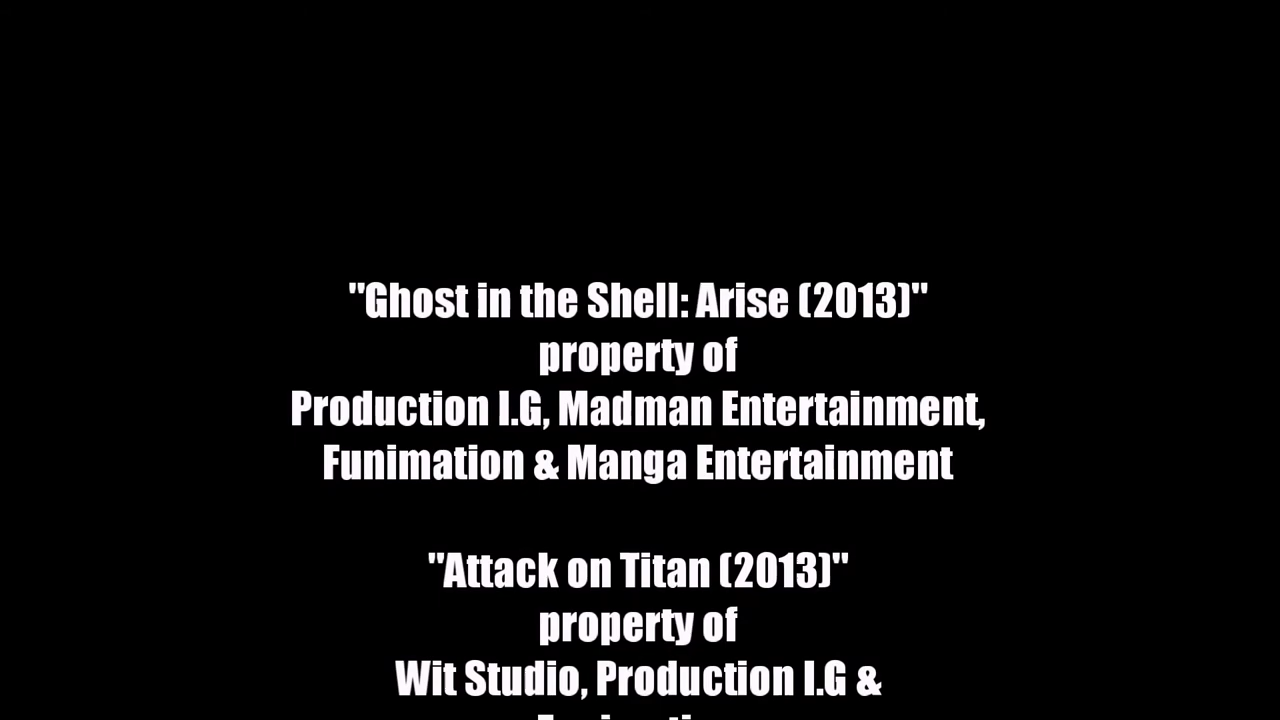 "Ghost in the Shell: Arise (2013)"
property of
Production I.G, Madman Entertainment,
Funimation & Manga Entertainment
"Attack on Titan (2013)"
property of
Wit Studio, Production I.G &